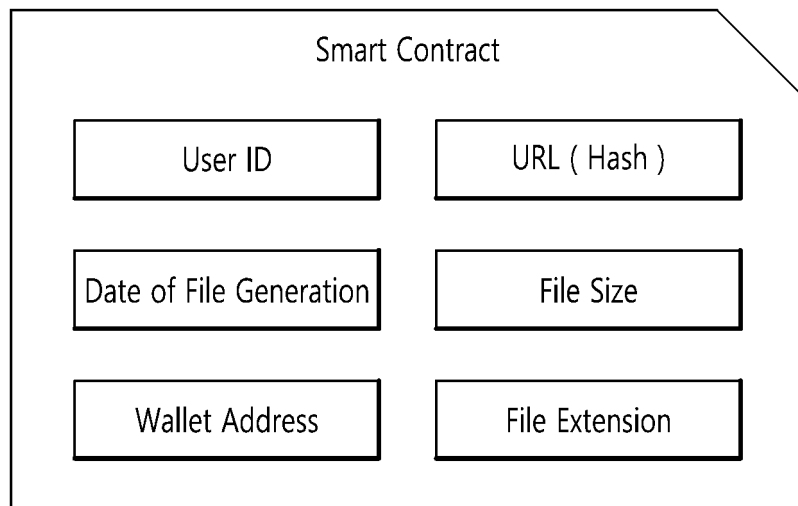 Smart Contract
User ID
URL ( Hash )
Date of File Generation
File Size
Wallet Address
File Extension